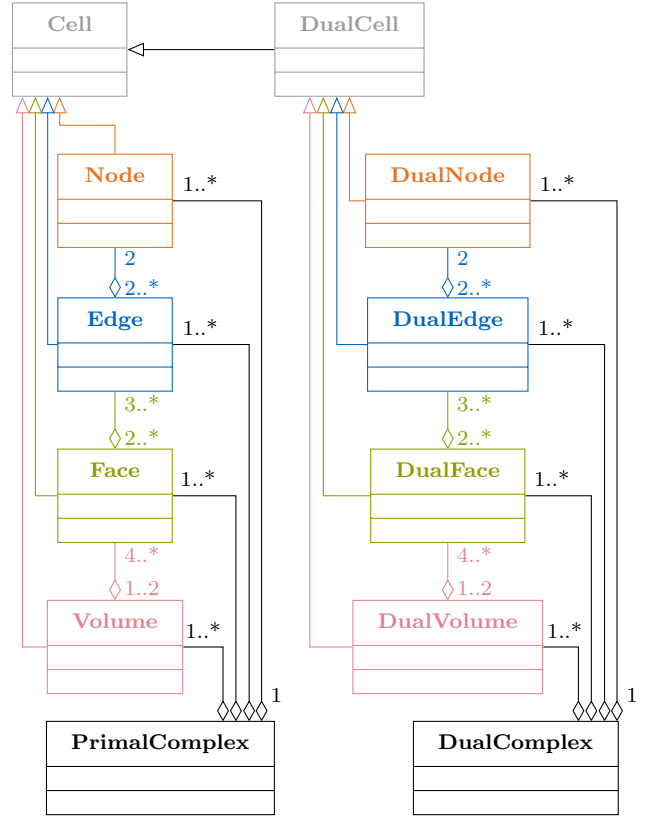 Cell
DualCell
Node
1..*
DualNode
1..*
2
2..*
2
2..*
Edge
1..*
DualEdge
1..*
3..*
2..*
3..*
2..*
Face
1..*
DualFace
1..*
4..*
1..2
4..*
1..2
Volume
1..*
DualVolume
1..*
1
1
PrimalComplex
DualComplex